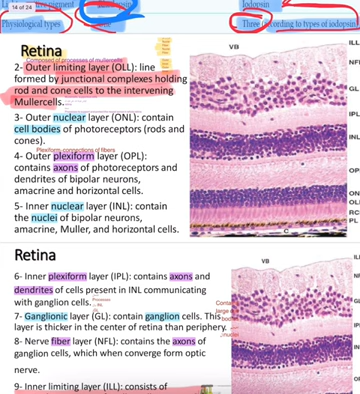 14 of 24
Iodopsin
Physiological types
Three (according to types of iodopsin)
Retina
Composed of processes of mullercells
2- Outer limiting layer (OLL): line
formed by junctional complexes holding
rod and cone cells to the intervening
Mullercells.
3- Outer nuclear layer (ONL): contain
cell bodies of photoreceptors (rods and
cones).
Plexiform: connections of fibers
4- Outer plexiform layer (OPL):
contains axons of photoreceptors and
dendrites of bipolar neurons,
amacrine and horizontal cells.
5- Inner nuclear layer (INL): contain
the nuclei of bipolar neurons,
amacrine, Muller, and horizontal cells.
VB
ILL
NF
GL
IPL
INL
OP
ON
OL
RC
PL
C
Retina
6- Inner plexiform layer (IPL): contains axons and
dendrites of cells present in INL communicating
with ganglion cells.
7- Ganglionic layer (GL): contain ganglion cells. This
layer is thicker in the center of retina than periphery.
8- Nerve fiber layer (NFL): contains the axons of
ganglion cells, which when converge form optic
nerve.
9- Inner limiting layer (ILL): consists of
VB